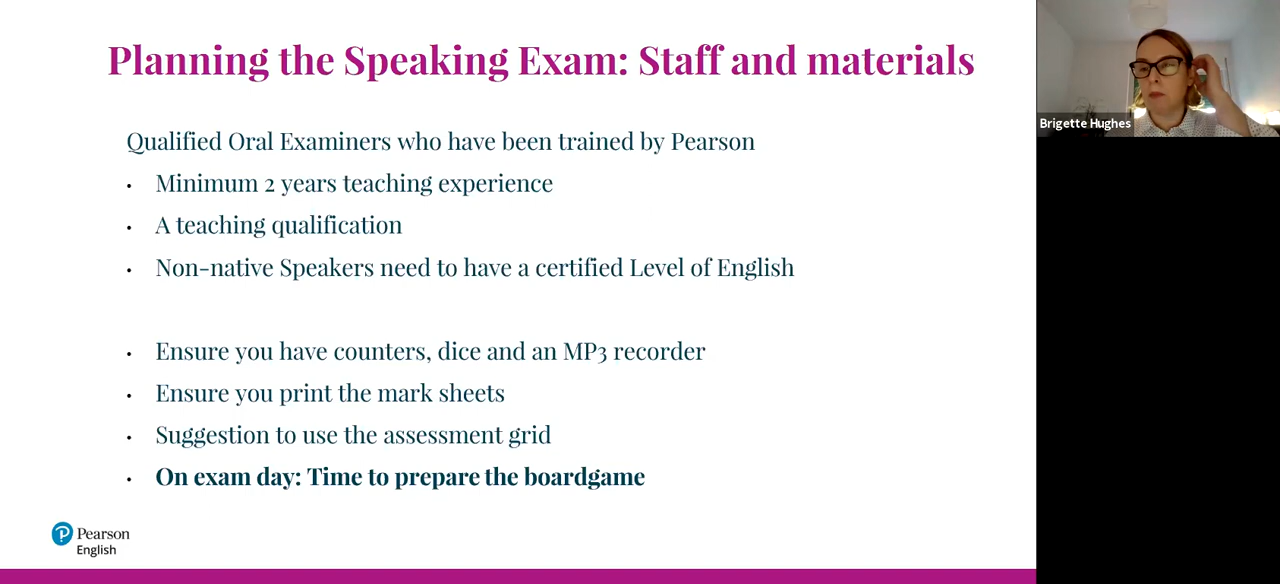 Planning the Speaking Exam: Staff and materials
Qualified Oral Examiners who have been trained by Pearson
• Minimum 2 years teaching experience
• A teaching qualification
• Non-native Speakers need to have a certified Level of English
• Ensure you have counters, dice and an MP3 recorder
• Ensure you print the mark sheets
• Suggestion to use the assessment grid
• On exam day: Time to prepare the boardgame
P Pearson
English
Brigette Hughes